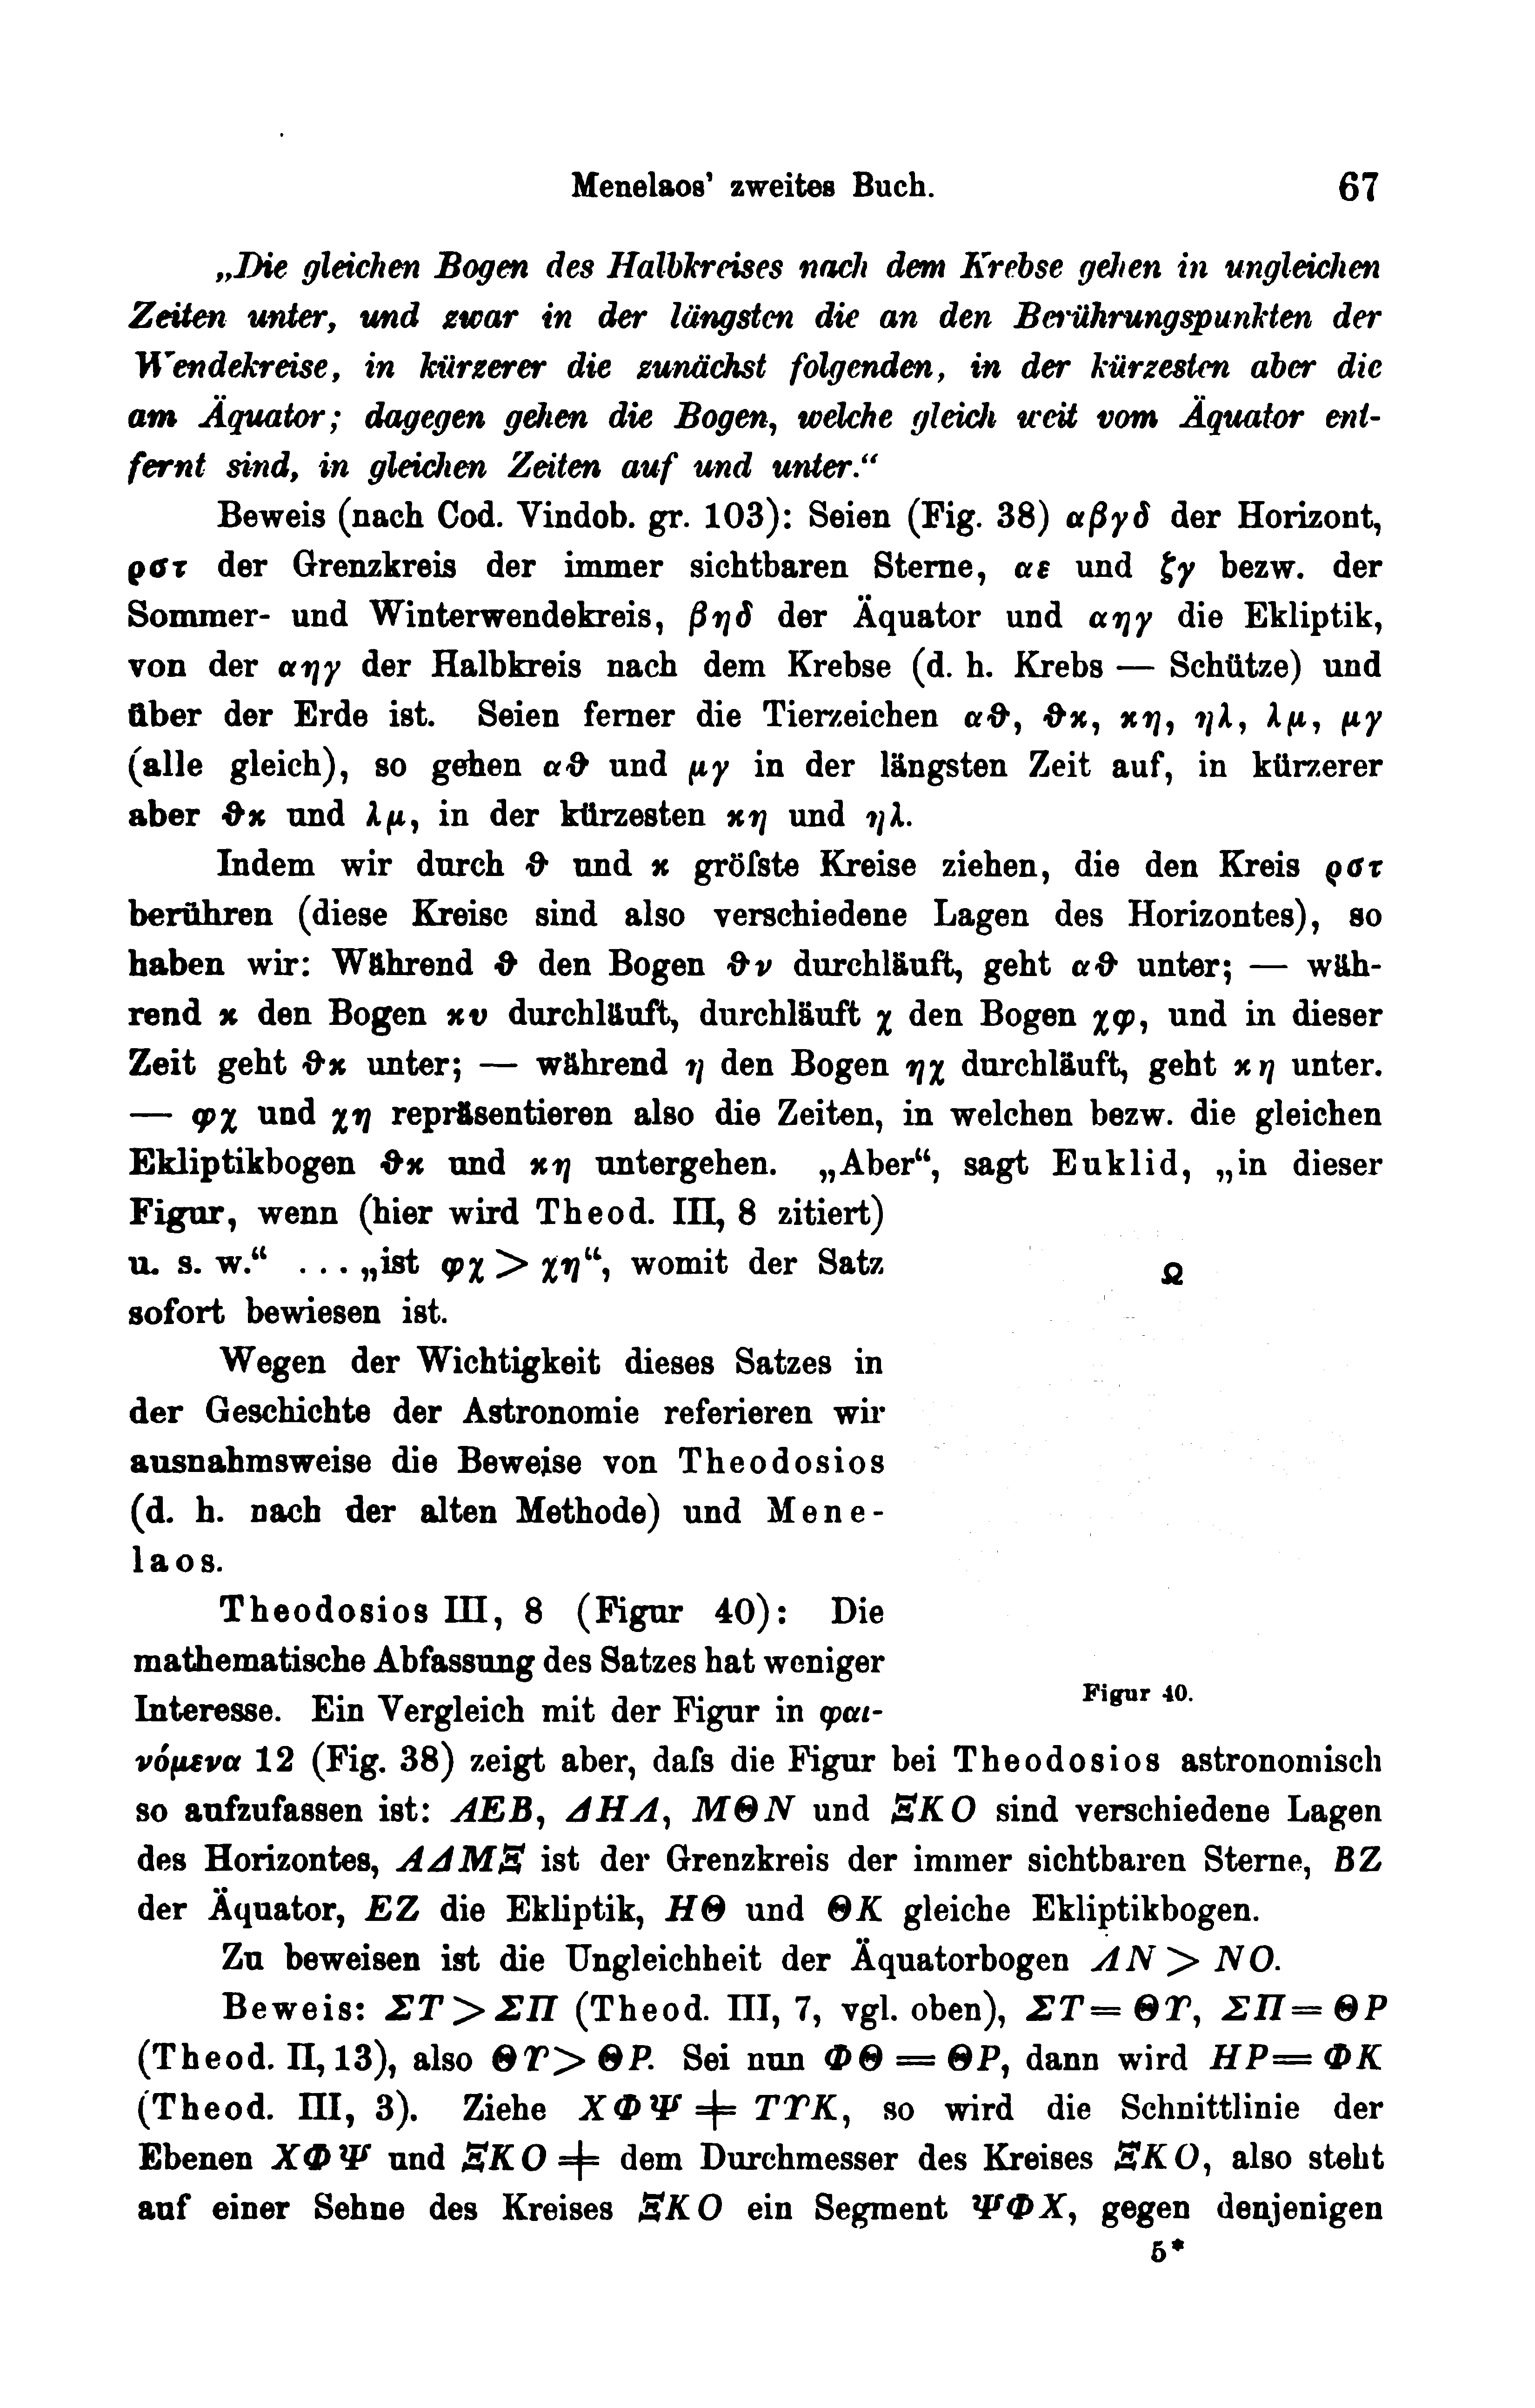 Menelaos' zweites Buch. 67
„Die gleichen Bogen des Halbkreises nach dem Krebse gehen in ungleichen
Zeiten unter, und zwar in der längsten die an den Berührungspunkten der
Wendekreise, in kürzerer die zunächst folgenden, in der kürzesten aber die
am Äquator; dagegen gehen die Bogen, welche gleich weit vom Äquator ent-
fernt sind, in gleichen Zeiten auf und unter.“
Beweis (nach Cod. Vindob. gr. 103): Seien (Fig. 38) αβγδ der Horizont,
ϱστ der Grenzkreis der immer sichtbaren Sterne, αε und ζγ bezw. der
Sommer- und Winterwendekreis, βηδ der Äquator und αηγ die Ekliptik,
von der αηγ der Halbkreis nach dem Krebse (d. h. Krebs — Schütze) und
über der Erde ist. Seien ferner die Tierzeichen αϑ, ϑκ, κη, ηλ, λμ, μγ
(alle gleich), so gehen αϑ und μγ in der längsten Zeit auf, in kürzerer
aber ϑκ und λμ, in der kürzesten κη und ηλ.
Indem wir durch ϑ und κ gröſste Kreise ziehen, die den Kreis ϱστ
berühren (diese Kreise sind also verschiedene Lagen des Horizontes), so
haben wir: Während ϑ den Bogen ϑν durchläuft, geht αϑ unter; — wäh-
rend κ den Bogen κυ durchläuft, durchläuft χ den Bogen χφ, und in dieser
Zeit geht ϑκ unter; — während η den Bogen ηχ durchläuft, geht κη unter.
— φχ und χη repräsentieren also die Zeiten, in welchen bezw. die gleichen
Ekliptikbogen ϑκ und κη untergehen. „Aber“, sagt Euklid, „in dieser
Figur, wenn (hier wird Theod. III, 8 zitiert)
u. s. w.“ ... „ist φχ > χη“, womit der Satz
sofort bewiesen ist.
Wegen der Wichtigkeit dieses Satzes in
der Geschichte der Astronomie referieren wir
ausnahmsweise die Beweise von Theodosios
(d. h. nach der alten Methode) und Mene-
laos.
Theodosios III, 8 (Figur 40): Die
mathematische Abfassung des Satzes hat weniger
Interesse. Ein Vergleich mit der Figur in φαι-
Ω
Figur 40.
νόμενα 12 (Fig. 38) zeigt aber, daſs die Figur bei Theodosios astronomisch
so aufzufassen ist: ΑΕΒ, ΔΗΛ, ΜΘΝ und ΞΚΟ sind verschiedene Lagen
des Horizontes, ΑΔΜΞ ist der Grenzkreis der immer sichtbaren Sterne, ΒΖ
der Äquator, ΕΖ die Ekliptik, ΗΘ und ΘΚ gleiche Ekliptikbogen.
Zu beweisen ist die Ungleichheit der Äquatorbogen ΛΝ > ΝΟ.
Beweis: ΣΤ > ΣΠ (Theod. III, 7, vgl. oben), ΣΤ = ΘΥ, ΣΠ = ΘΡ
(Theod. II, 13), also ΘΥ > ΘΡ. Sei nun ΦΘ = ΘΡ, dann wird ΗΡ = ΦΚ
(Theod. III, 3). Ziehe ΧΦΨ ≠ ΤΥΚ, so wird die Schnittlinie der
Ebenen ΧΦΨ und ΞΚΟ ≠ dem Durchmesser des Kreises ΞΚΟ, also steht
auf einer Sehne des Kreises ΞΚΟ ein Segment ΨΦΧ, gegen denjenigen
5*